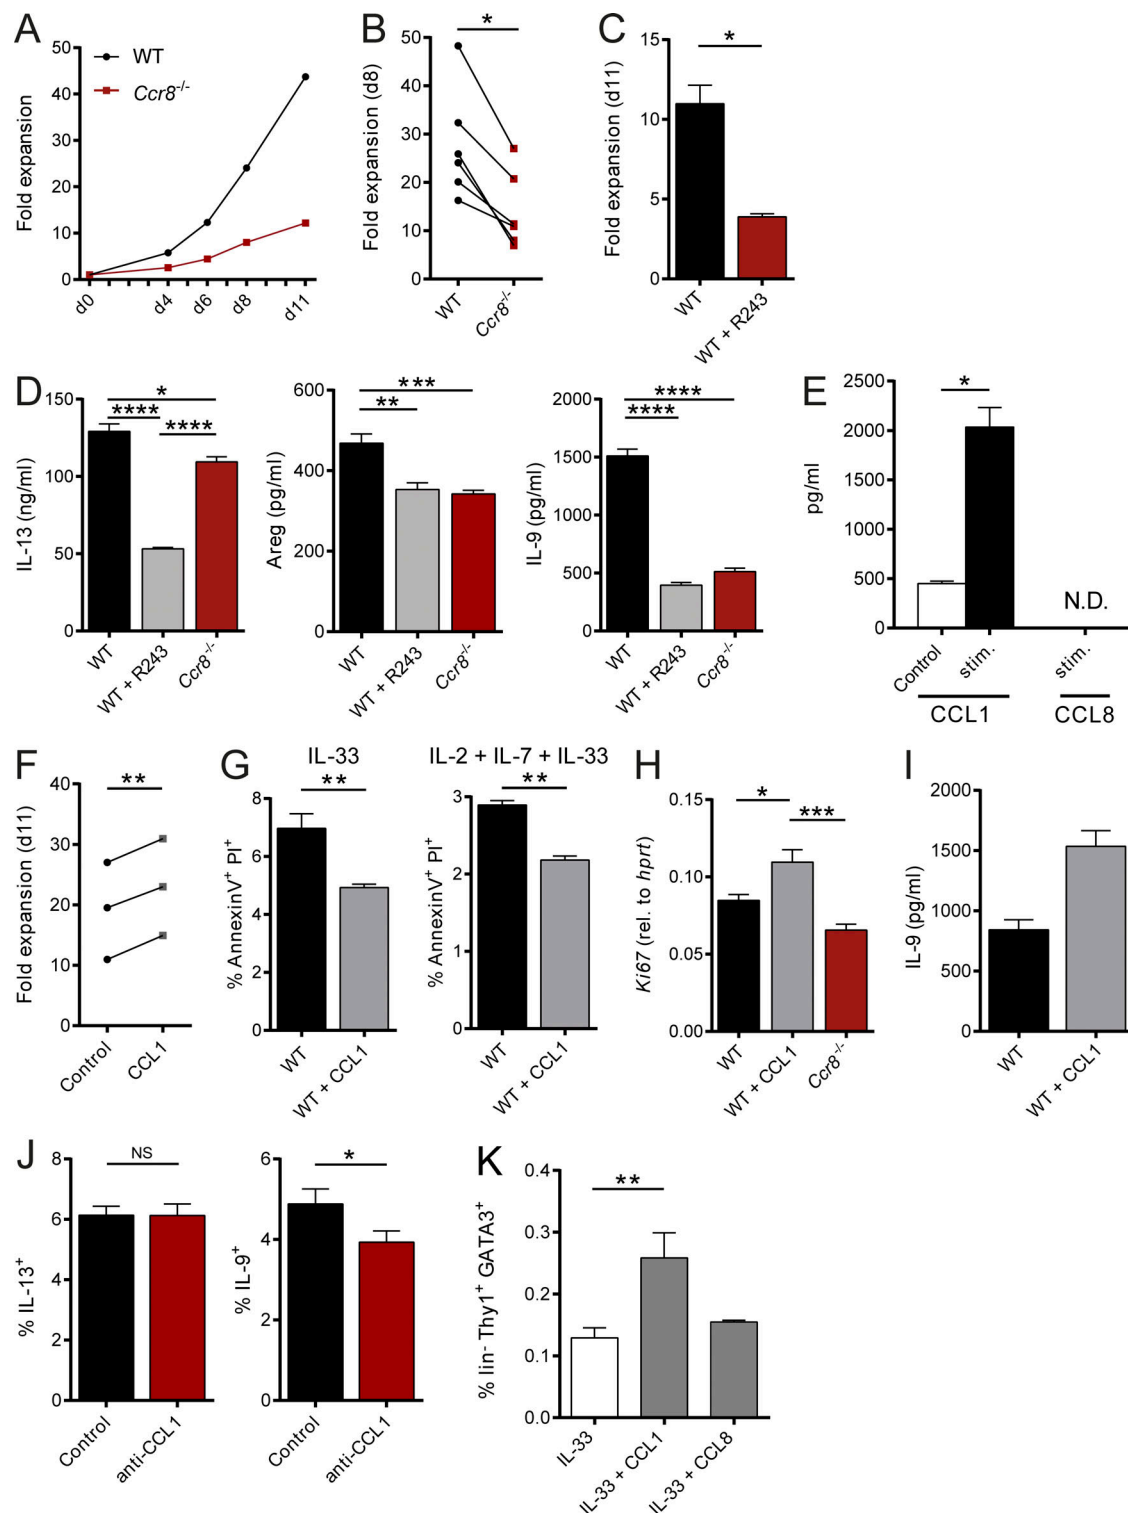 A
Fold expansion
50
40
30
20
10
0
WT
Ccr8-/-
d0
d4
d6
d8
d11
B
*
Fold expansion (d8)
50
40
30
20
10
0
WT
Ccr8-/-
C
*
Fold expansion (d11)
15
10
5
0
WT
WT + R243
D
*
****
****
IL-13 (ng/ml)
150
100
50
0
WT
WT + R243
Ccr8-/-
***
**
Areg (pg/ml)
600
400
200
0
WT
WT + R243
Ccr8-/-
****
****
IL-9 (pg/ml)
2000
1500
1000
500
0
WT
WT + R243
Ccr8-/-
E
*
pg/ml
2500
2000
1500
1000
500
0
N.D.
Control
stim.
stim.
CCL1
CCL8
F
**
Fold expansion (d11)
40
30
20
10
0
Control
CCL1
G
IL-33
**
% AnnexinV+ PI+
8
6
4
2
0
WT
WT + CCL1
IL-2 + IL-7 + IL-33
**
% AnnexinV+ PI+
3
2
1
0
WT
WT + CCL1
H
*
***
Ki67 (rel. to hprt)
0.15
0.10
0.05
0.00
WT
WT + CCL1
Ccr8-/-
I
IL-9 (pg/ml)
2000
1500
1000
500
0
WT
WT + CCL1
J
NS
% IL-13+
8
6
4
2
0
Control
anti-CCL1
*
% IL-9+
6
4
2
0
Control
anti-CCL1
K
**
% lin- Thy1+ GATA3+
0.4
0.3
0.2
0.1
0.0
IL-33
IL-33 + CCL1
IL-33 + CCL8